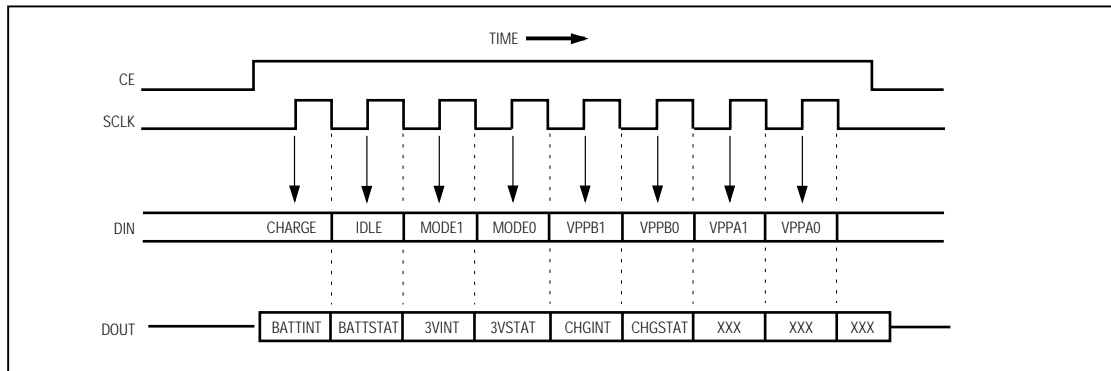 TIME
CE
SCLK
DIN CHARGE IDLE MODE1 MODE0 VPPB1 VPPB0 VPPA1 VPPA0
DOUT BATTINT BATTSTAT 3VINT 3VSTAT CHGINT CHGSTAT XXX XXX XXX